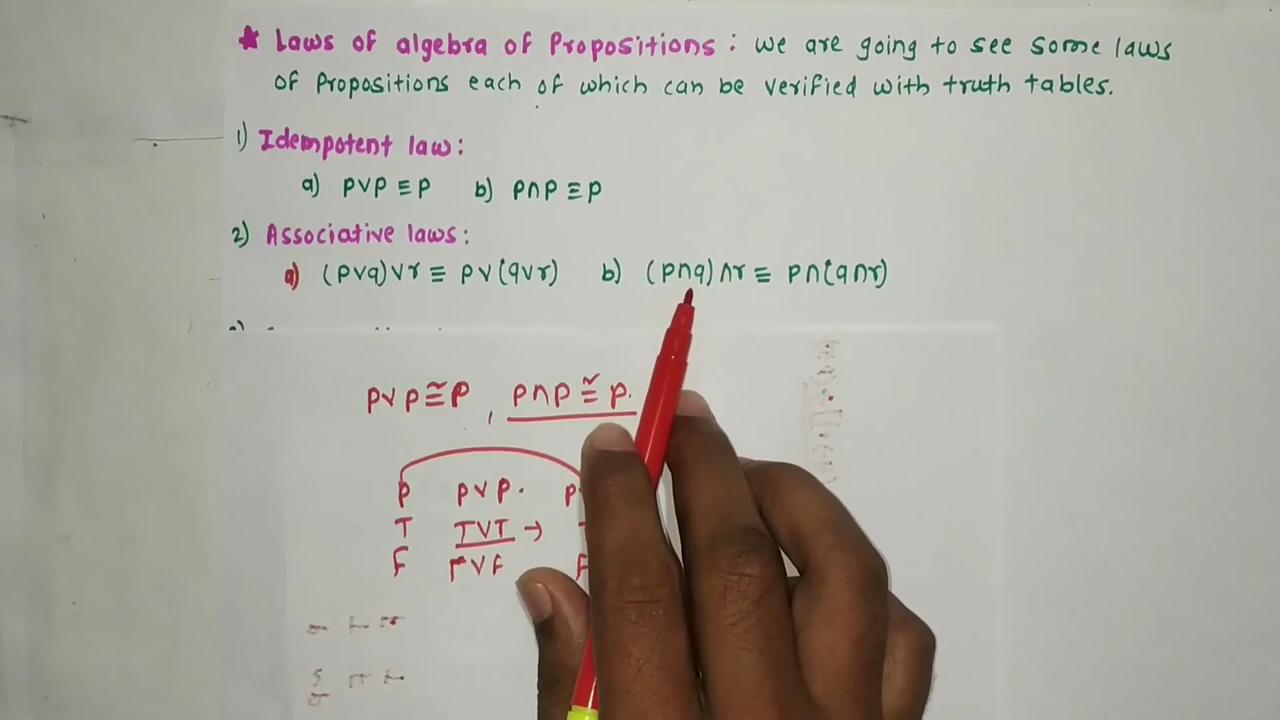 * Laws of algebra of Propositions : we are going to see some laws
of Propositions each of which can be verified with truth tables.
1) Idempotent law:
a) p∨p ≡ p b) p∩p ≡ p
2) Associative laws:
a) (p∨q)∨r ≡ p∨(q∨r) b) (p∩q)∩r ≡ p∩(q∩r)
p∨p ≅ p , p∩p ≅ p.
p p∨p. p
T T∨T →
F F∨F F